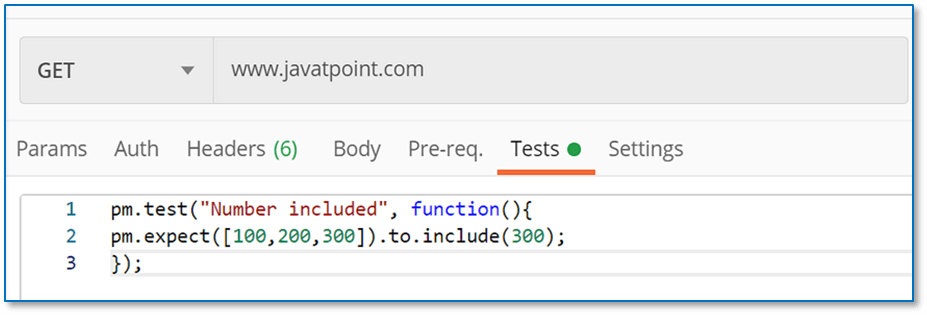 GET www.javatpoint.com
Params Auth Headers (6) Body Pre-req. Tests Settings
1 pm.test("Number included", function(){
2 pm.expect([100,200,300]).to.include(300);
3 });